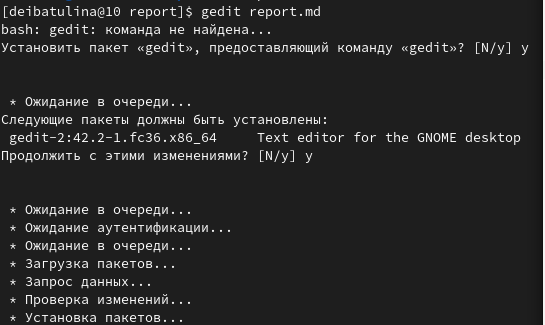 [deibatulina@10 report]$ gedit report.md
bash: gedit: команда не найдена...
Установить пакет «gedit», предоставляющий команду «gedit»? [N/y] y
* Ожидание в очереди...
Следующие пакеты должны быть установлены:
gedit-2:42.2-1.fc36.x86_64 Text editor for the GNOME desktop
Продолжить с этими изменениями? [N/y] y
* Ожидание в очереди...
* Ожидание аутентификации...
* Ожидание в очереди...
* Загрузка пакетов...
* Запрос данных...
* Проверка изменений...
* Установка пакетов...